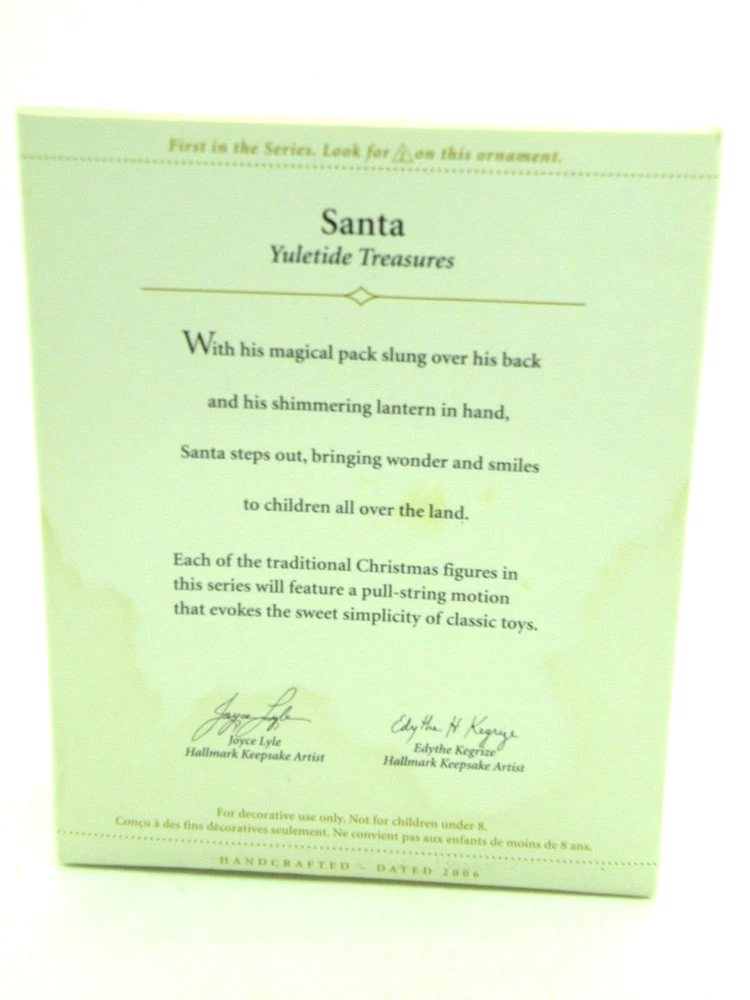 First in the Series. Look for on this ornament.
Santa
Yuletide Treasures
With his magical pack slung over his back
and his shimmering lantern in hand,
Santa steps out, bringing wonder and smiles
to children all over the land.
Each of the traditional Christmas figures in
this series will feature a pull-string motion
that evokes the sweet simplicity of classic toys.
Joyce Lyle
Joyce Lyle
Hallmark Keepsake Artist
Edythe H Kegrize
Edythe Kegrize
Hallmark Keepsake Artist
For decorative use only. Not for children under 8.
Conçu à des fins décoratives seulement. Ne convient pas aux enfants de moins de 8 ans.
HANDCRAFTED ~ DATED 2006